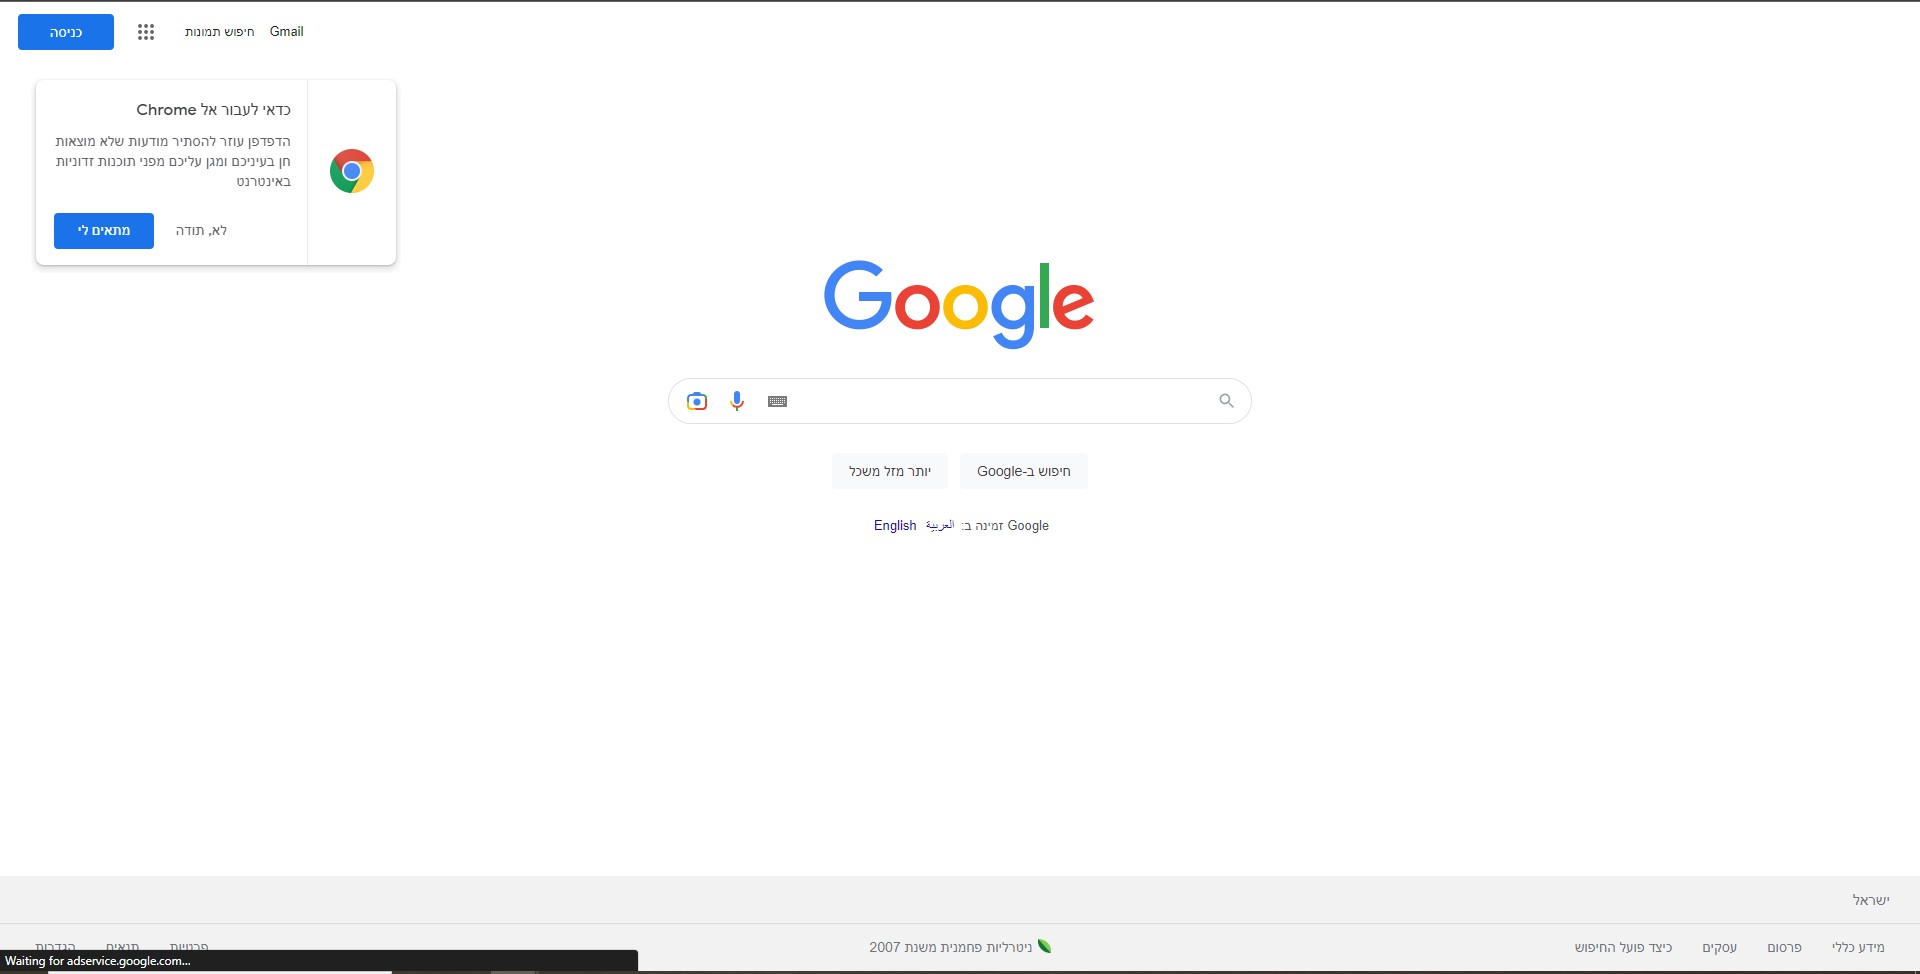 Gmail
חיפוש תמונות
כניסה
כדאי לעבור אל Chrome
הדפדפן עוזר להסתיר מודעות שלא מוצאות
חן בעיניכם ומגן עליכם מפני תוכנות זדוניות
באינטרנט
לא, תודה
מתאים לי
Google
חיפוש ב-Google
יותר מזל משכל
Google זמינה ב: العربية English
ישראל
מידע כללי
פרסום
עסקים
כיצד פועל החיפוש
ניטרליות פחמנית משנת 2007
פרטיות
תנאים
הגדרות
Waiting for adservice.google.com...